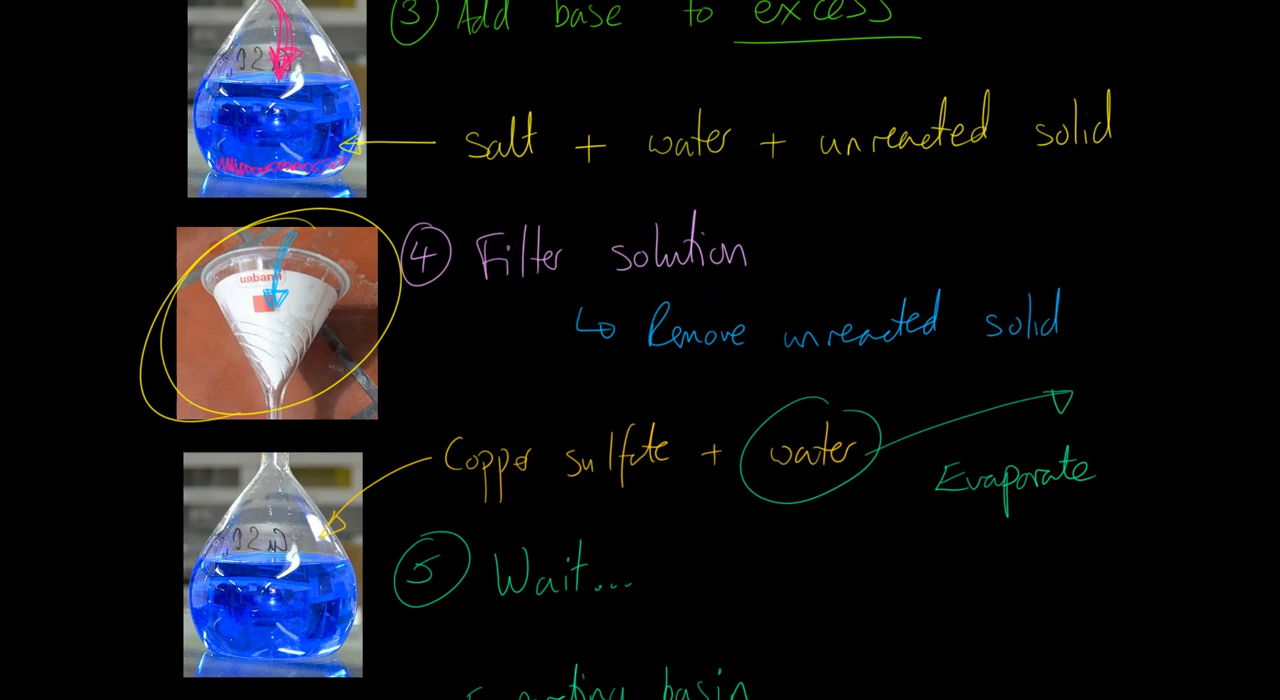 ③ Add base to excess
salt + water + unreacted solid
④ Filter solution
↳ Remove unreacted solid
Copper sulfate + water
Evaporate
⑤ Wait...
basin